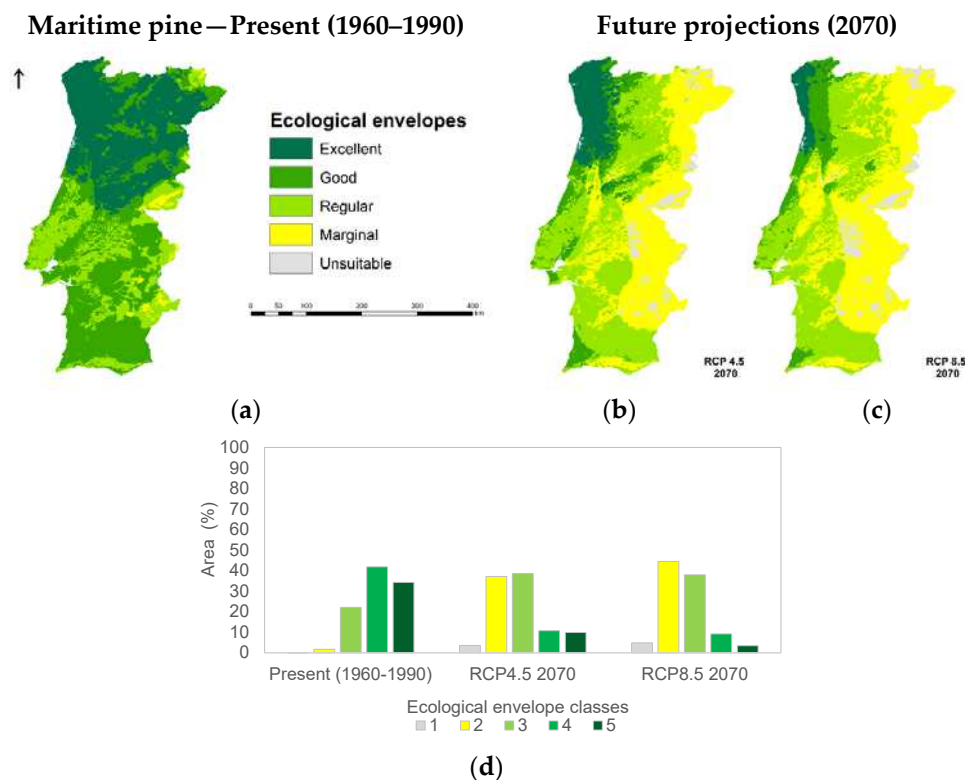 Maritime pine—Present (1960–1990)
Future projections (2070)
↑
Ecological envelopes
Excellent
Good
Regular
Marginal
Unsuitable
0 50 100 200 300 400
km
RCP 4.5
2070
RCP 8.5
2070
(a)
(b)
(c)
100
90
80
70
60
50
40
30
20
10
0
Area (%)
Present (1960-1990)
RCP4.5 2070
RCP8.5 2070
Ecological envelope classes
1 2 3 4 5
(d)